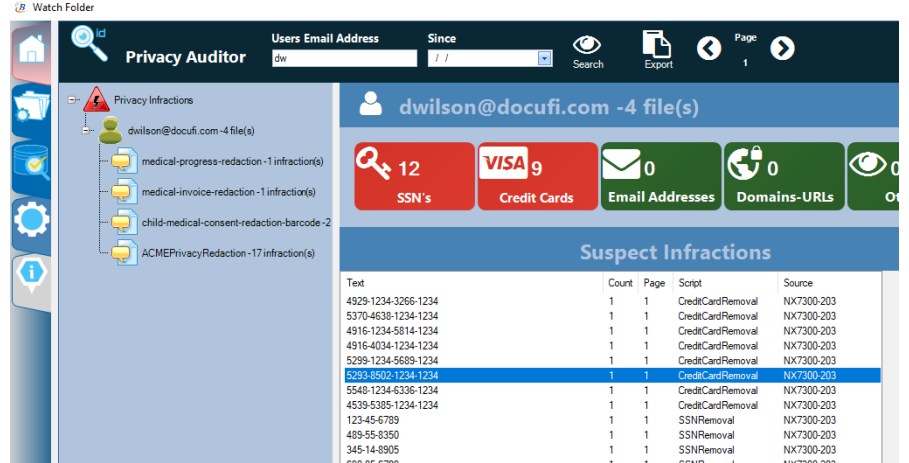 Watch Folder
id
Privacy Auditor
Users Email Address
dw
Since
/ /
Search
Export
Page
1
Privacy Infractions
dwilson@docufi.com -4 file(s)
medical-progress-redaction -1 infraction(s)
medical-invoice-redaction -1 infraction(s)
child-medical-consent-redaction-barcode -2
ACMEPrivacyRedaction -17 infraction(s)
dwilson@docufi.com -4 file(s)
12
SSN's
VISA 9
Credit Cards
0
Email Addresses
0
Domains-URLs
0
Suspect Infractions
Text Count Page Script Source
4929-1234-3266-1234 1 1 CreditCardRemoval NX7300-203
5370-4638-1234-1234 1 1 CreditCardRemoval NX7300-203
4916-1234-5814-1234 1 1 CreditCardRemoval NX7300-203
4916-4034-1234-1234 1 1 CreditCardRemoval NX7300-203
5299-1234-5689-1234 1 1 CreditCardRemoval NX7300-203
5293-8502-1234-1234 1 1 CreditCardRemoval NX7300-203
5548-1234-6336-1234 1 1 CreditCardRemoval NX7300-203
4539-5385-1234-1234 1 1 CreditCardRemoval NX7300-203
123-45-6789 1 1 SSNRemoval NX7300-203
489-55-8350 1 1 SSNRemoval NX7300-203
345-14-8905 1 1 SSNRemoval NX7300-203